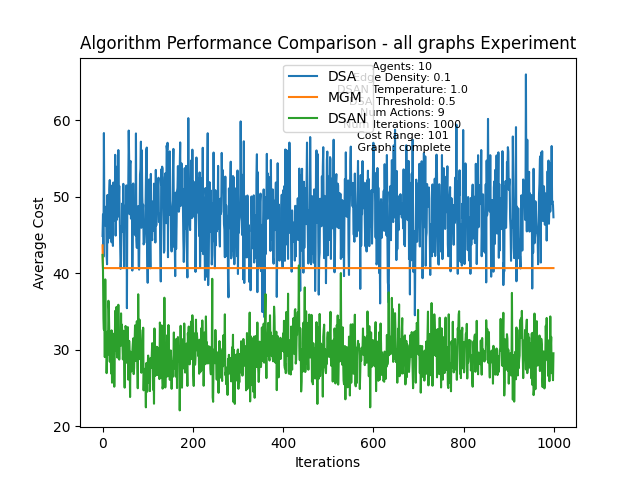 Algorithm Performance Comparison - all graphs Experiment
DSA
MGM
DSAN
Agents: 10
Edge Density: 0.1
DSAN Temperature: 1.0
DSA Threshold: 0.5
Num Actions: 9
Num Iterations: 1000
Cost Range: 101
Graph: complete
Average Cost
60
50
40
30
20
0
200
400
600
800
1000
Iterations